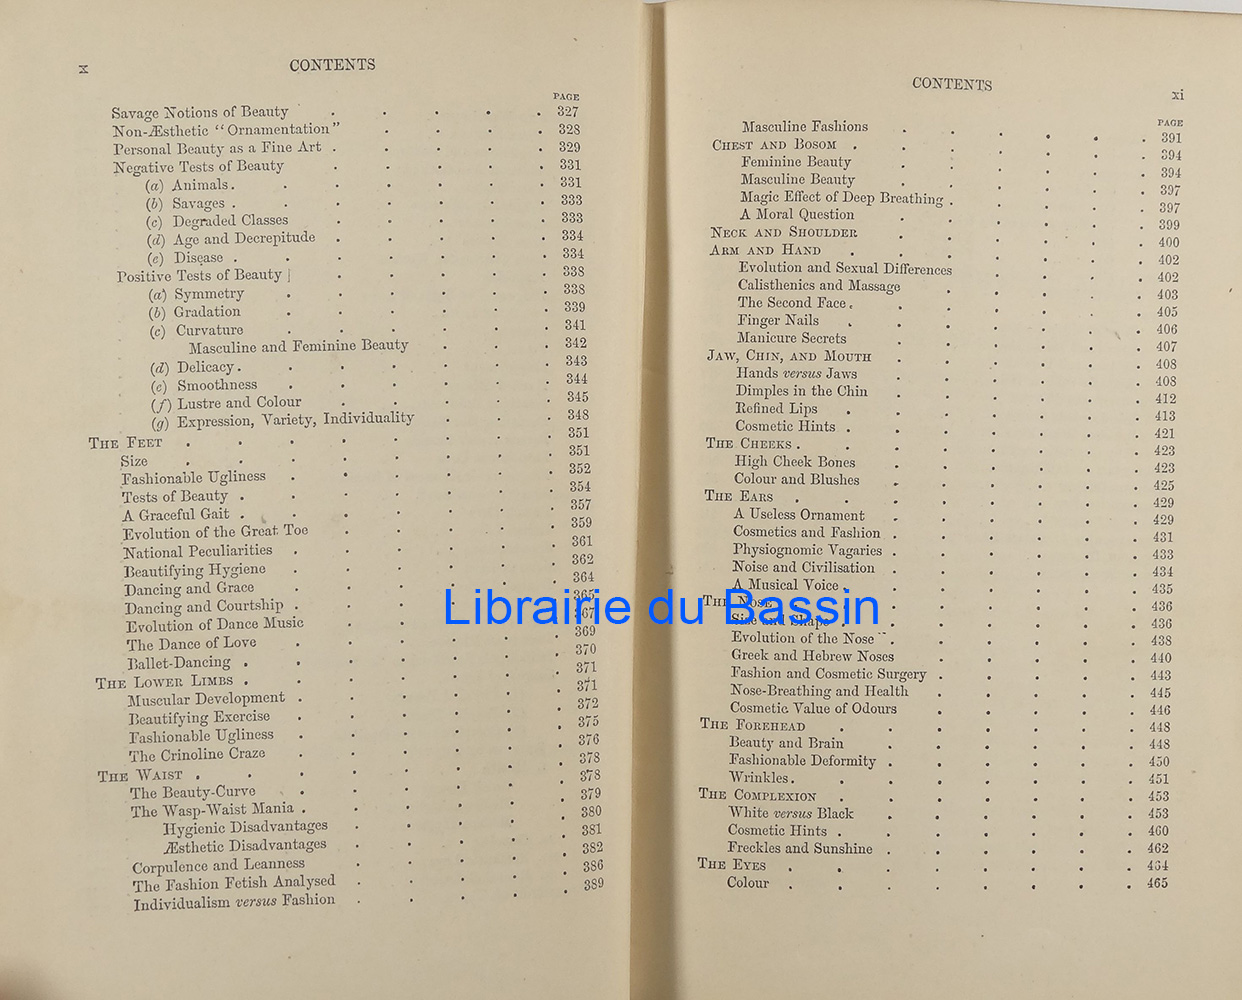 x
CONTENTS
PAGE
Savage Notions of Beauty . . . . . 327
Non-Æsthetic “Ornamentation” . . . . 328
Personal Beauty as a Fine Art . . . . . 329
Negative Tests of Beauty . . . . . 331
(a) Animals . . . . . . . 331
(b) Savages . . . . . . . 333
(c) Degraded Classes . . . . . 333
(d) Age and Decrepitude . . . . . 334
(e) Disease . . . . . . . 334
Positive Tests of Beauty . . . . . 338
(a) Symmetry . . . . . . 338
(b) Gradation . . . . . . 339
(c) Curvature . . . . . . 341
Masculine and Feminine Beauty . . . 342
(d) Delicacy . . . . . . . 343
(e) Smoothness . . . . . . 344
(f) Lustre and Colour . . . . . 345
(g) Expression, Variety, Individuality . . . 348
THE FEET . . . . . . . . 351
Size . . . . . . . . 351
Fashionable Ugliness . . . . . . 352
Tests of Beauty . . . . . . . 354
A Graceful Gait . . . . . . . 357
Evolution of the Great Toe . . . . . 359
National Peculiarities . . . . . . 361
Beautifying Hygiene . . . . . . 362
Dancing and Grace . . . . . . 364
Dancing and Courtship . . . . . . 365
Evolution of Dance Music . . . . . 367
The Dance of Love . . . . . . 369
Ballet-Dancing . . . . . . . 370
THE LOWER LIMBS . . . . . . . 371
Muscular Development . . . . . . 371
Beautifying Exercise . . . . . . 372
Fashionable Ugliness . . . . . . 375
The Crinoline Craze . . . . . . 376
THE WAIST . . . . . . . . 378
The Beauty-Curve . . . . . . 378
The Wasp-Waist Mania . . . . . . 379
Hygienic Disadvantages . . . . . 380
Æsthetic Disadvantages . . . . . 381
Corpulence and Leanness . . . . . 382
The Fashion Fetish Analysed . . . . . 386
Individualism versus Fashion . . . . . 389
CONTENTS
xi
PAGE
Masculine Fashions . . . . . . 391
CHEST AND BOSOM . . . . . . . 394
Feminine Beauty . . . . . . 394
Masculine Beauty . . . . . . 397
Magic Effect of Deep Breathing . . . . . 397
A Moral Question . . . . . . 399
NECK AND SHOULDER . . . . . . 400
ARM AND HAND . . . . . . . 402
Evolution and Sexual Differences . . . . 402
Calisthenics and Massage . . . . . 403
The Second Face . . . . . . . 405
Finger Nails . . . . . . . 406
Manicure Secrets . . . . . . 407
JAW, CHIN, AND MOUTH . . . . . . 408
Hands versus Jaws . . . . . . 408
Dimples in the Chin . . . . . . 412
Refined Lips . . . . . . . 413
Cosmetic Hints . . . . . . . 421
THE CHEEKS . . . . . . . . 423
High Cheek Bones . . . . . . 423
Colour and Blushes . . . . . . 425
THE EARS . . . . . . . . 429
A Useless Ornament . . . . . . 429
Cosmetics and Fashion . . . . . . 431
Physiognomic Vagaries . . . . . . 433
Noise and Civilisation . . . . . . 434
A Musical Voice . . . . . . . 435
THE NOSE . . . . . . . . 436
Size and Shape . . . . . . . 436
Evolution of the Nose . . . . . . 438
Greek and Hebrew Noses . . . . . 440
Fashion and Cosmetic Surgery . . . . . 443
Nose-Breathing and Health . . . . . 445
Cosmetic Value of Odours . . . . . 446
THE FOREHEAD . . . . . . . 448
Beauty and Brain . . . . . . 448
Fashionable Deformity . . . . . . 450
Wrinkles . . . . . . . . 451
THE COMPLEXION . . . . . . . 453
White versus Black . . . . . . 453
Cosmetic Hints . . . . . . . 460
Freckles and Sunshine . . . . . . 462
THE EYES . . . . . . . . 464
Colour . . . . . . . . 465
Librairie du Bassin